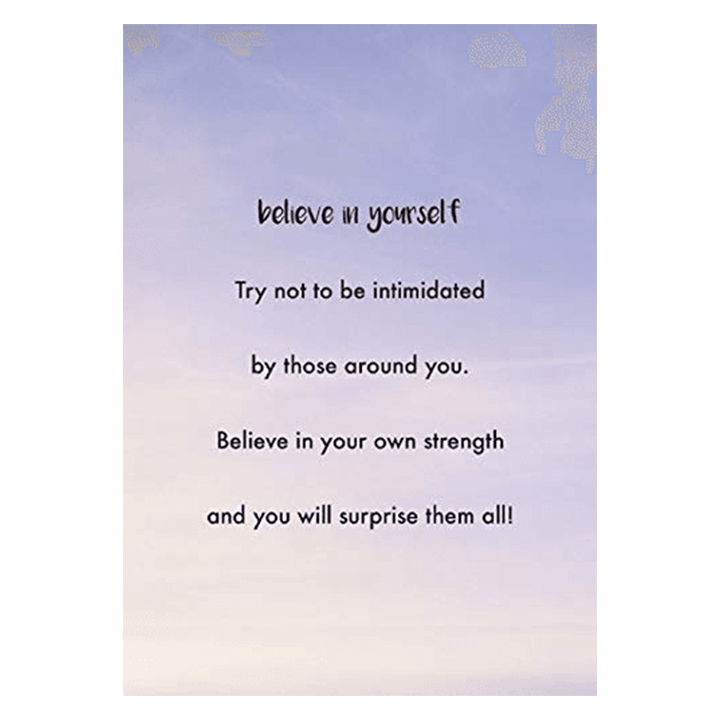 believe in yourself
Try not to be intimidated
by those around you.
Believe in your own strength
and you will surprise them all!